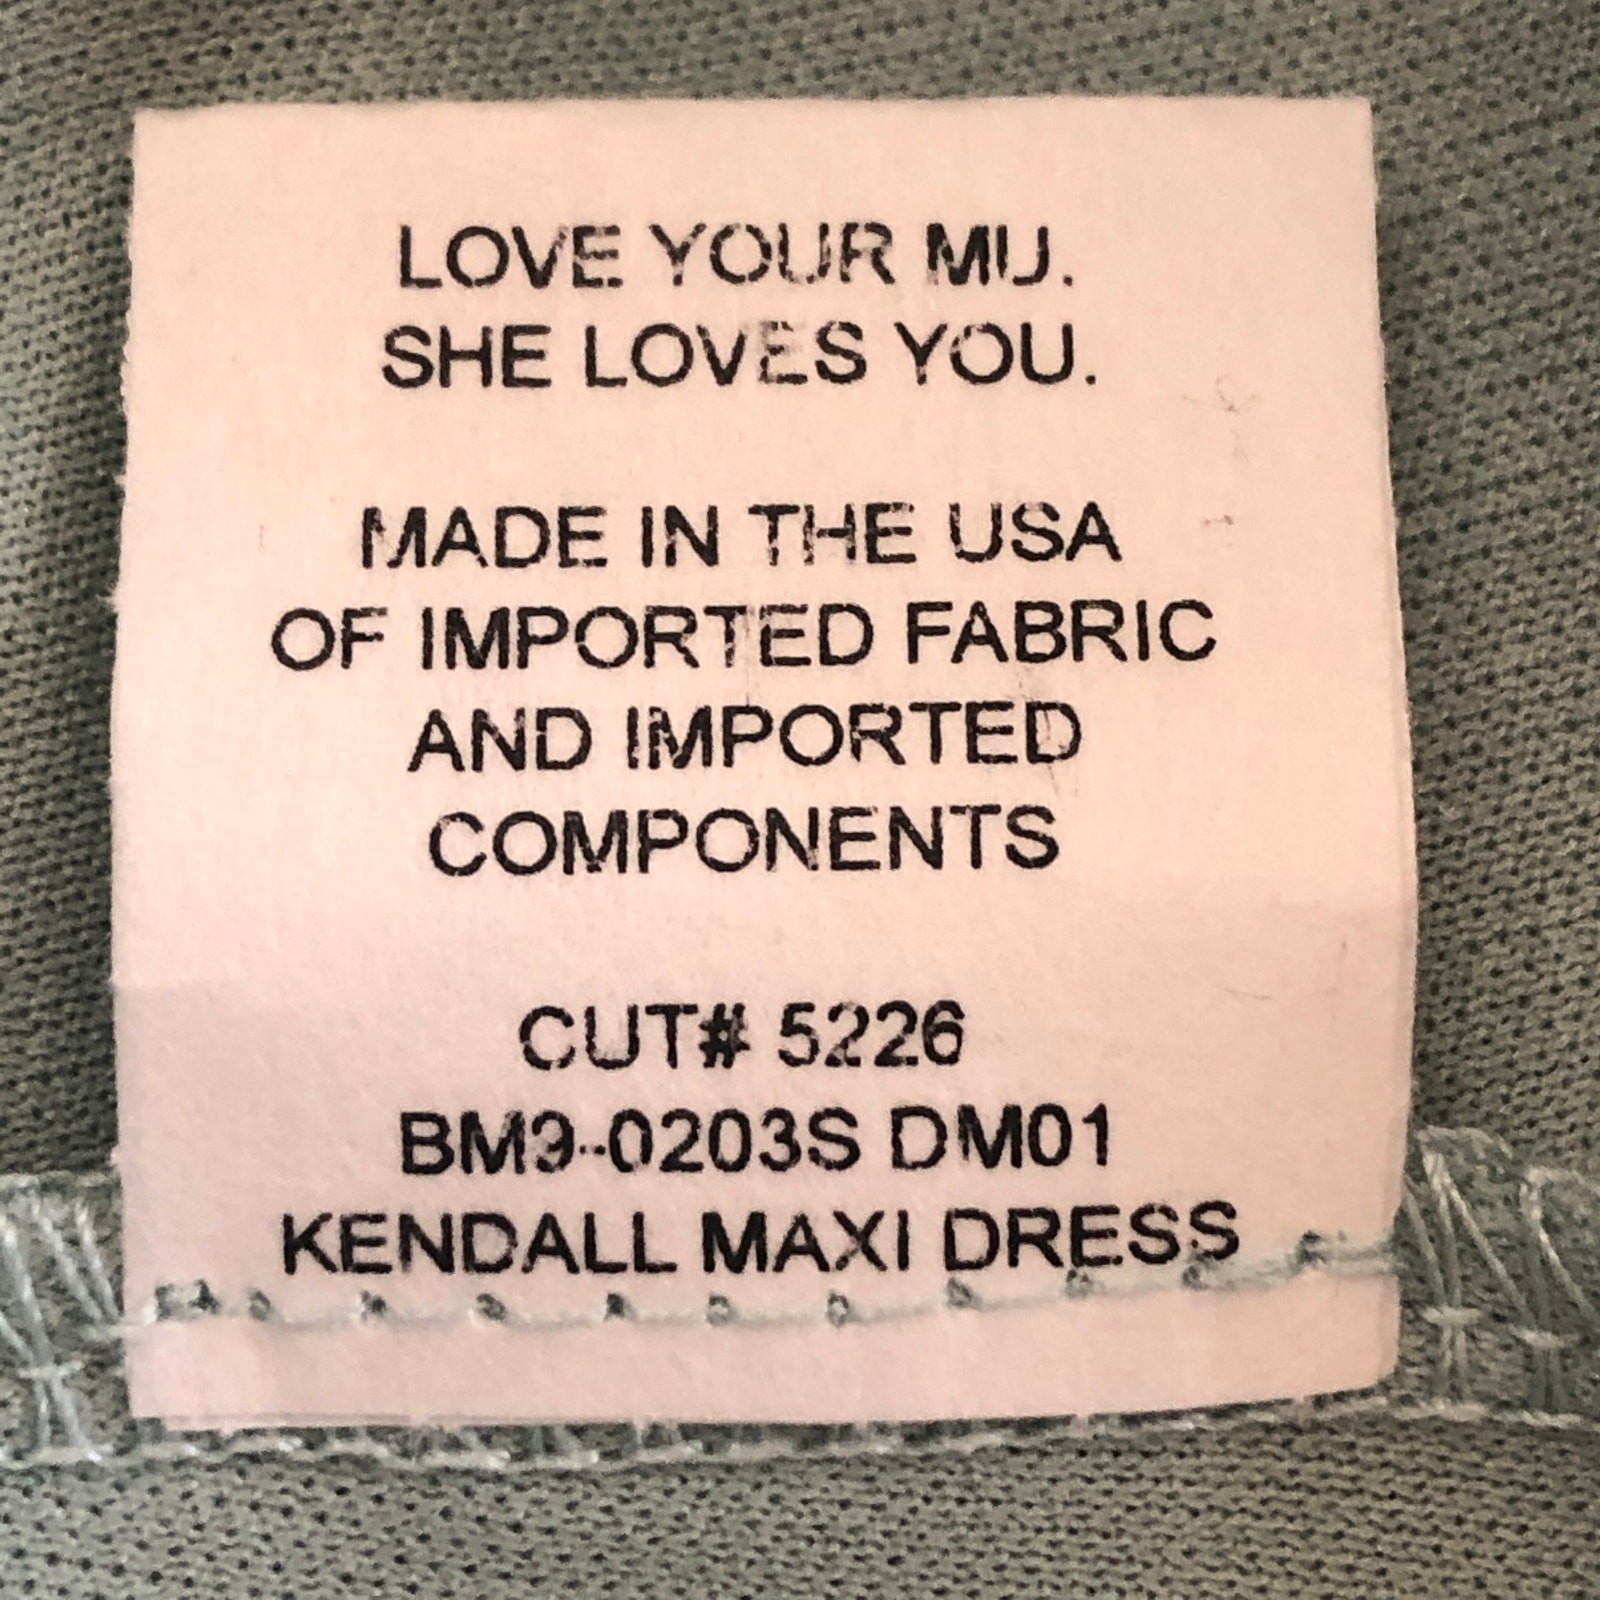 LOVE YOUR MU.
SHE LOVES YOU.
MADE IN THE USA
OF IMPORTED FABRIC
AND IMPORTED
COMPONENTS
CUT# 5226
BM9-0203S DM01
KENDALL MAXI DRESS